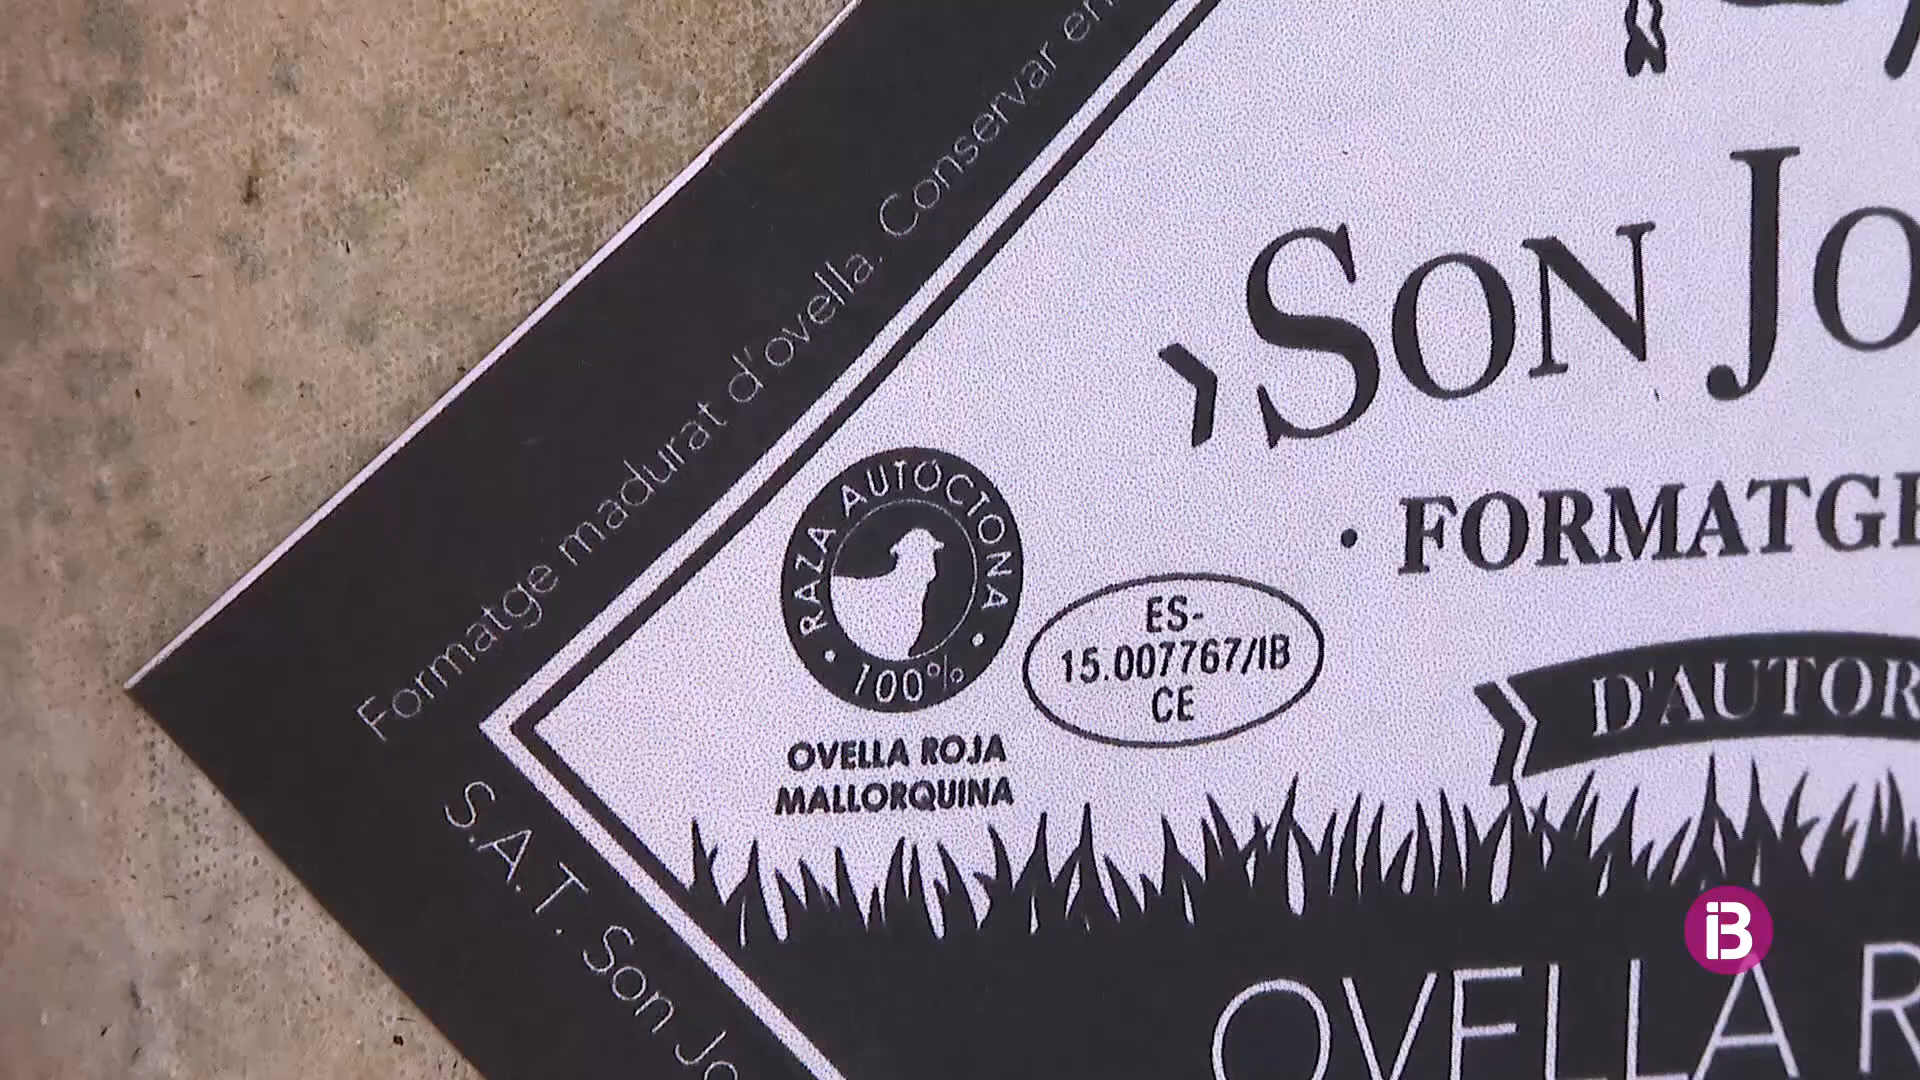 Formatge madurat d'ovella. Conservar en
SON JO
· FORMATGE
D'AUTOR
RAZA AUTÓCTONA
· 100% ·
OVELLA ROJA
MALLORQUINA
ES-
15.007767/IB
CE
S.A.T. Son Jo
OVELLA R
IB